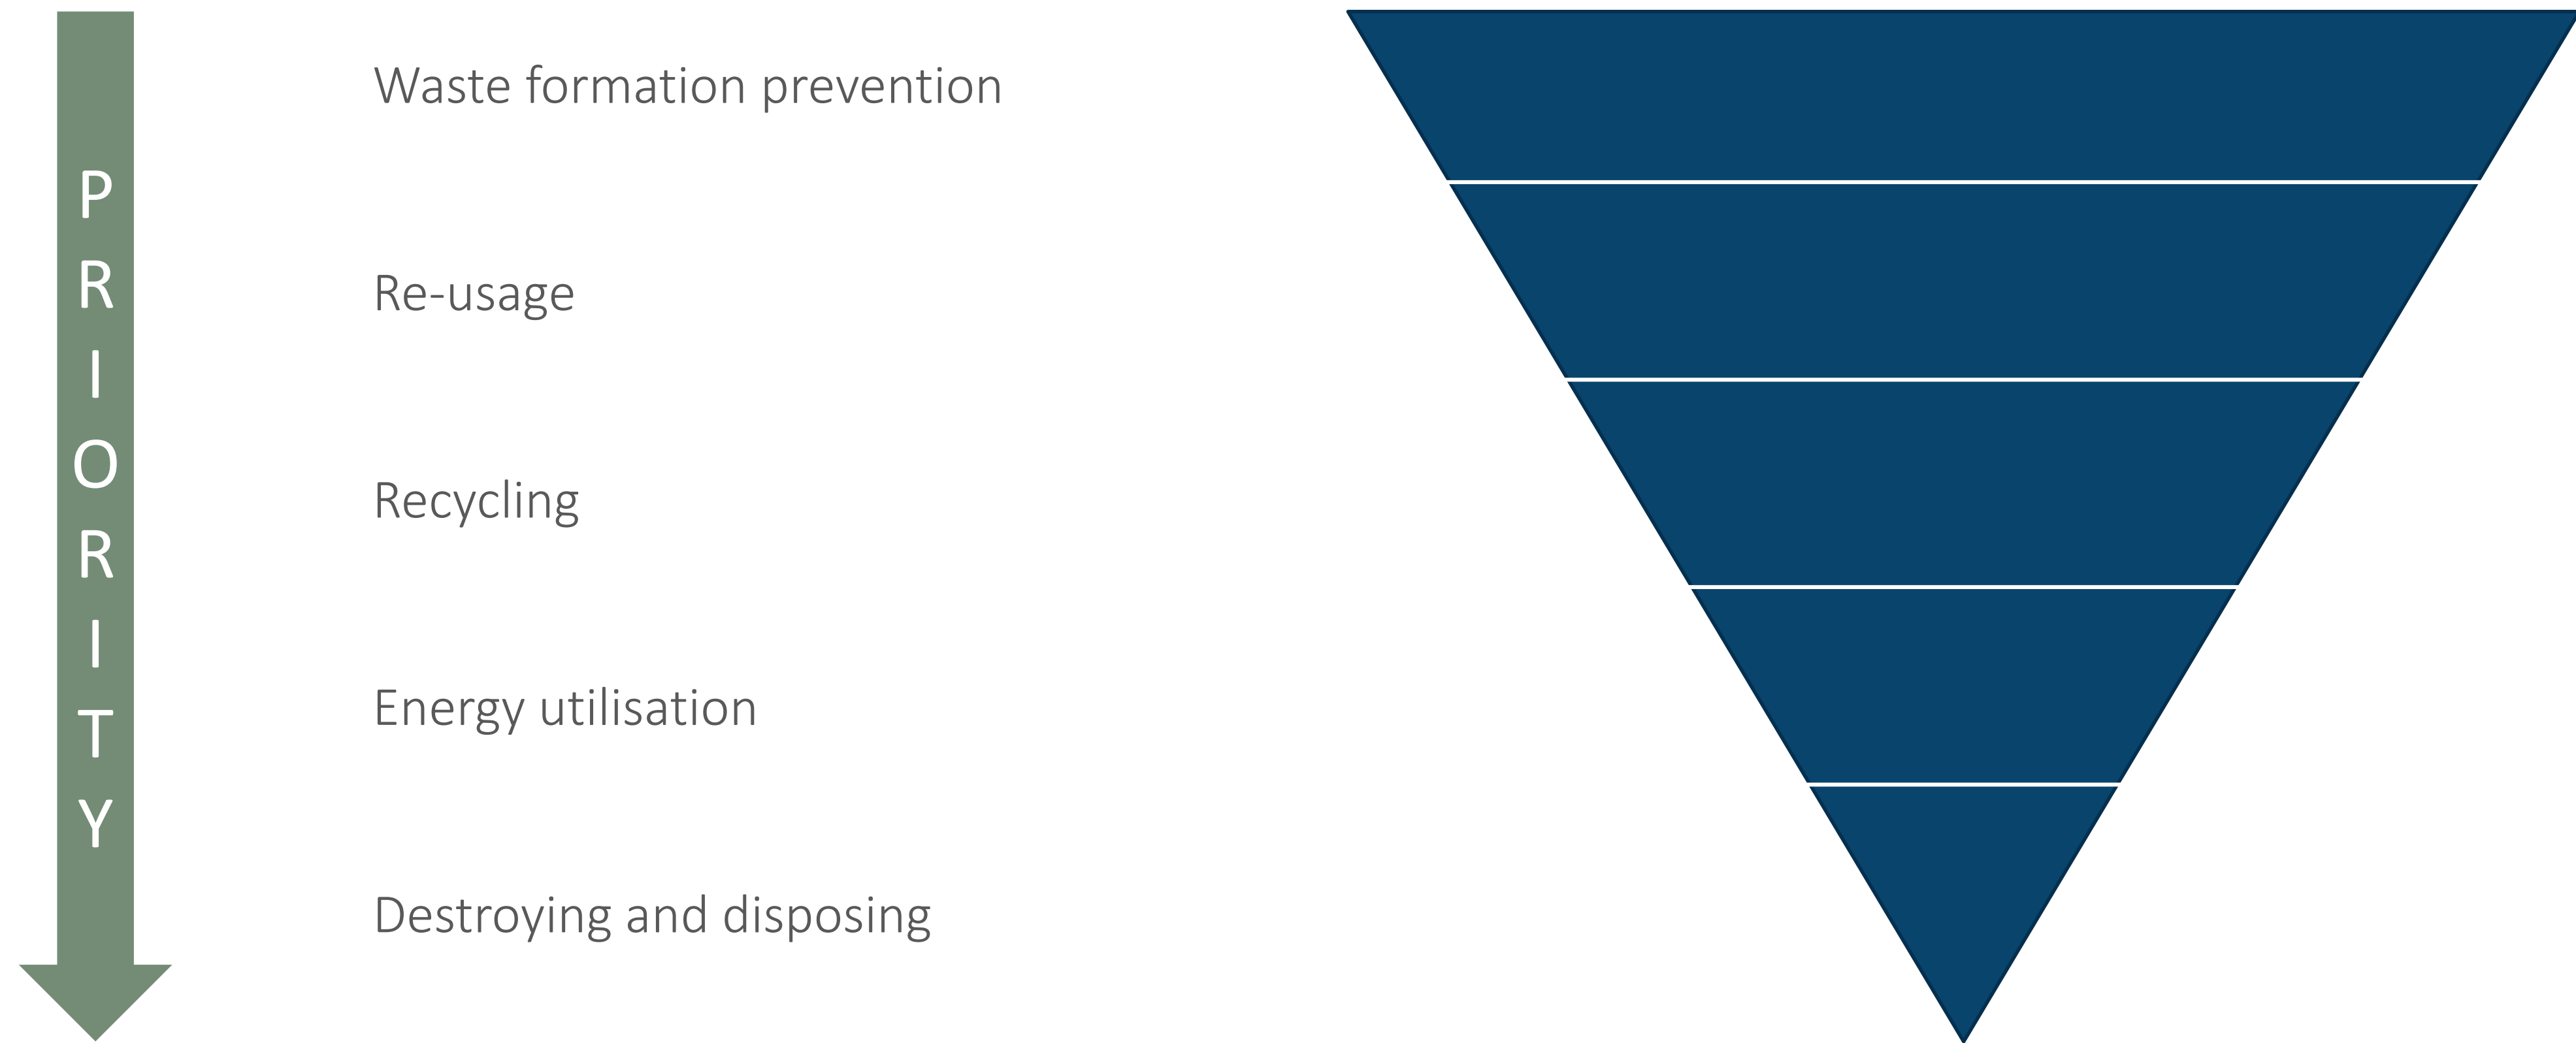 PRIORITY
Waste formation prevention
Re-usage
Recycling
Energy utilisation
Destroying and disposing